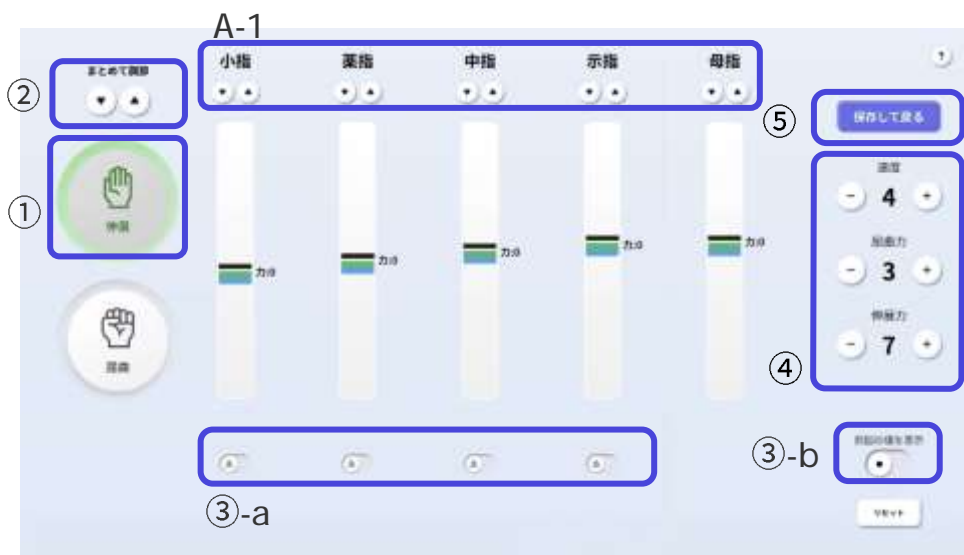 A-1
小指 薬指 中指 示指 母指
まとめて調節
②
⑤
保存して戻る
①
伸展
速度
4
屈曲力
3
伸展力
7
④
力:0 力:0 力:0 力:0 力:0
屈曲
③-a
③-b
前回の値を表示
リセット
?